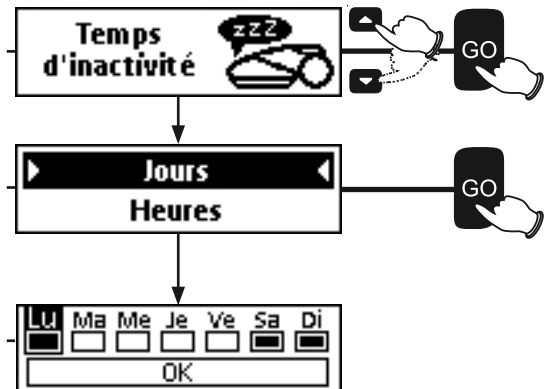 Temps
d'inactivité
zzz
GO
Jours
Heures
GO
Lu Ma Me Je Ve Sa Di
OK